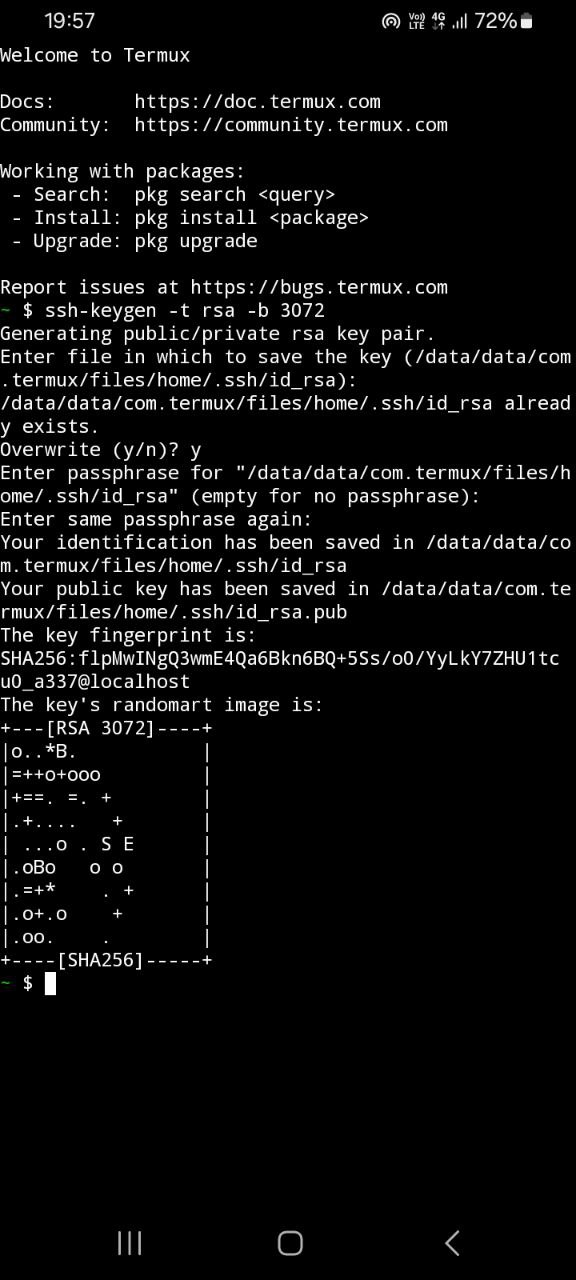 19:57 Vo)) LTE 4G 72%
Welcome to Termux
Docs:       https://doc.termux.com
Community:  https://community.termux.com
Working with packages:
 - Search:  pkg search <query>
 - Install: pkg install <package>
 - Upgrade: pkg upgrade
Report issues at https://bugs.termux.com
~ $ ssh-keygen -t rsa -b 3072
Generating public/private rsa key pair.
Enter file in which to save the key (/data/data/com
.termux/files/home/.ssh/id_rsa):
/data/data/com.termux/files/home/.ssh/id_rsa alread
y exists.
Overwrite (y/n)? y
Enter passphrase for "/data/data/com.termux/files/h
ome/.ssh/id_rsa" (empty for no passphrase):
Enter same passphrase again:
Your identification has been saved in /data/data/co
m.termux/files/home/.ssh/id_rsa
Your public key has been saved in /data/data/com.te
rmux/files/home/.ssh/id_rsa.pub
The key fingerprint is:
SHA256:flpMwINgQ3wmE4Qa6Bkn6BQ+5Ss/oO/YyLkY7ZHU1tc
u0_a337@localhost
The key's randomart image is:
+---[RSA 3072]----+
|o..*B.           |
|=++o+ooo         |
|+==. =. +        |
|.+....   +       |
| ...o . S E      |
|.oBo   o o       |
|.=+*    . +      |
|.o+.o    +       |
|.oo.    .        |
+----[SHA256]-----+
~ $